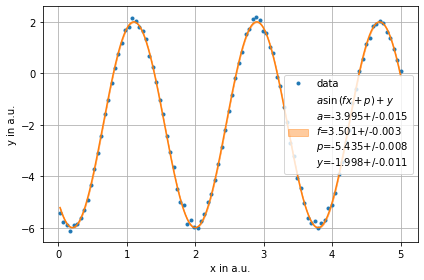 2
0
−2
−4
−6
0
1
2
3
4
5
y in a.u.
x in a.u.
data
a sin(fx + p) + y
a=-3.995+/-0.015
f=3.501+/-0.003
p=-5.435+/-0.008
y=-1.998+/-0.011